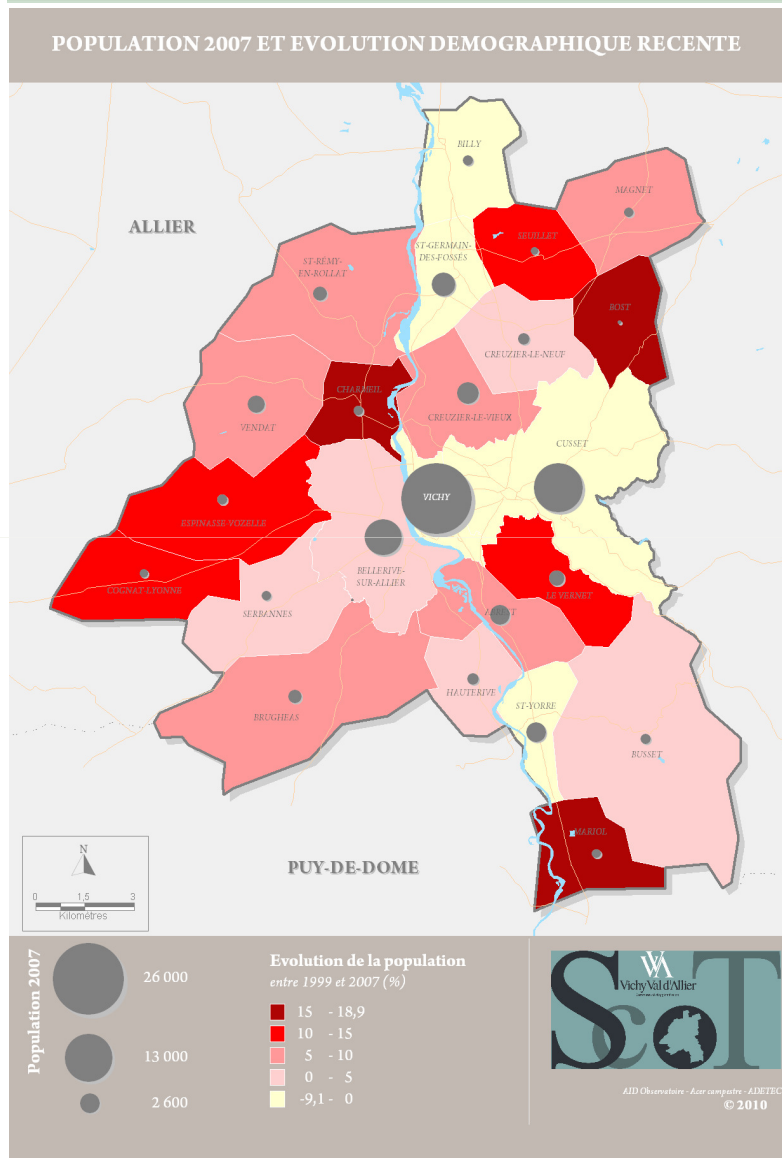 POPULATION 2007 ET EVOLUTION DEMOGRAPHIQUE RECENTE
BILLY
MAGNET
ALLIER
SEUILLET
ST-GERMAIN-
DES-FOSSÉS
ST-RÉMY-
EN-ROLLAT
BOST
CREUZIER-LE-NEUF
CHARMEIL
CREUZIER-LE-VIEUX
VENDAT
CUSSET
VICHY
ESPINASSE-VOZELLE
BELLERIVE-
SUR-ALLIER
COGNAT-LYONNE
LE VERNET
SERBANNES
ABREST
HAUTERIVE
ST-YORRE
BRUGHEAS
BUSSET
MARIOL
PUY-DE-DOME
N
0 1,5 3
Kilomètres
Population 2007
26 000
13 000
2 600
Evolution de la population
entre 1999 et 2007 (%)
15 - 18,9
10 - 15
5 - 10
0 - 5
-9,1 - 0
VVA
Vichy Val d'Allier
ScoT
AID Observatoire - Acer campestre - ADETEC
© 2010